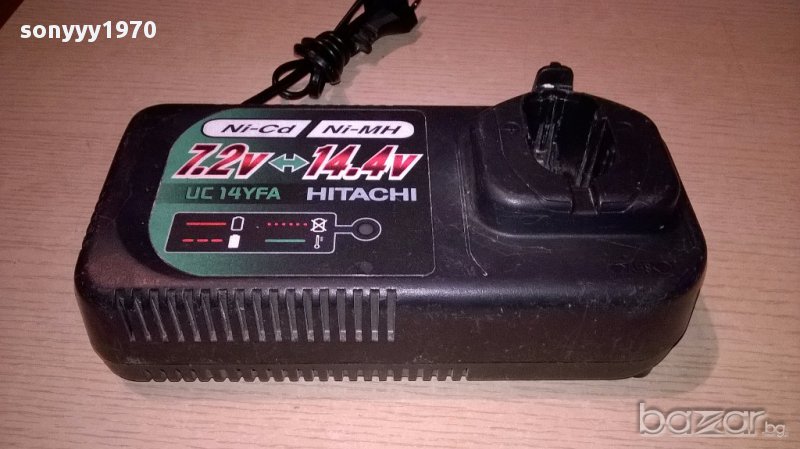 sonyyy1970
Ni-Cd Ni-MH
7.2v ↔ 14.4v
UC 14YFA HITACHI
bazar.bg